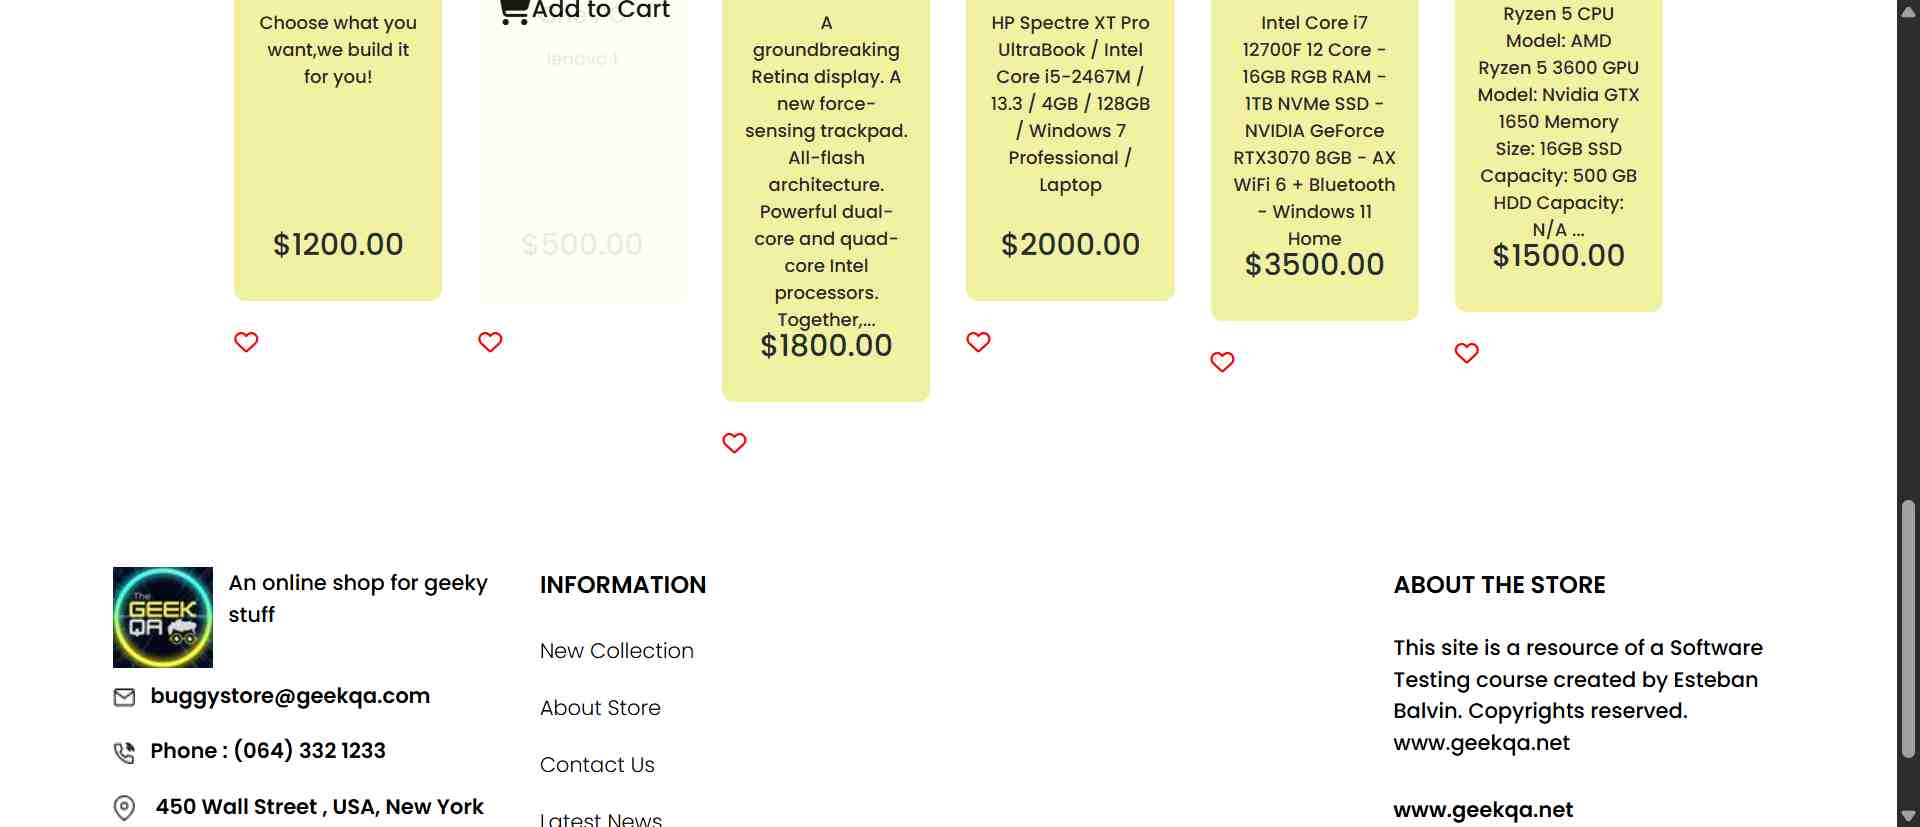 Choose what you
want,we build it
for you!
$1200.00
Add to Cart
lenovo 1
$500.00
A
groundbreaking
Retina display. A
new force-
sensing trackpad.
All-flash
architecture.
Powerful dual-
core and quad-
core Intel
processors.
Together,...
$1800.00
HP Spectre XT Pro
UltraBook / Intel
Core i5-2467M /
13.3 / 4GB / 128GB
/ Windows 7
Professional /
Laptop
$2000.00
Intel Core i7
12700F 12 Core -
16GB RGB RAM -
1TB NVMe SSD -
NVIDIA GeForce
RTX3070 8GB - AX
WiFi 6 + Bluetooth
- Windows 11
Home
$3500.00
Ryzen 5 CPU
Model: AMD
Ryzen 5 3600 GPU
Model: Nvidia GTX
1650 Memory
Size: 16GB SSD
Capacity: 500 GB
HDD Capacity:
N/A ...
$1500.00
The
GEEK
QA
An online shop for geeky
stuff
buggystore@geekqa.com
Phone : (064) 332 1233
450 Wall Street , USA, New York
INFORMATION
New Collection
About Store
Contact Us
Latest News
ABOUT THE STORE
This site is a resource of a Software
Testing course created by Esteban
Balvin. Copyrights reserved.
www.geekqa.net
www.geekqa.net